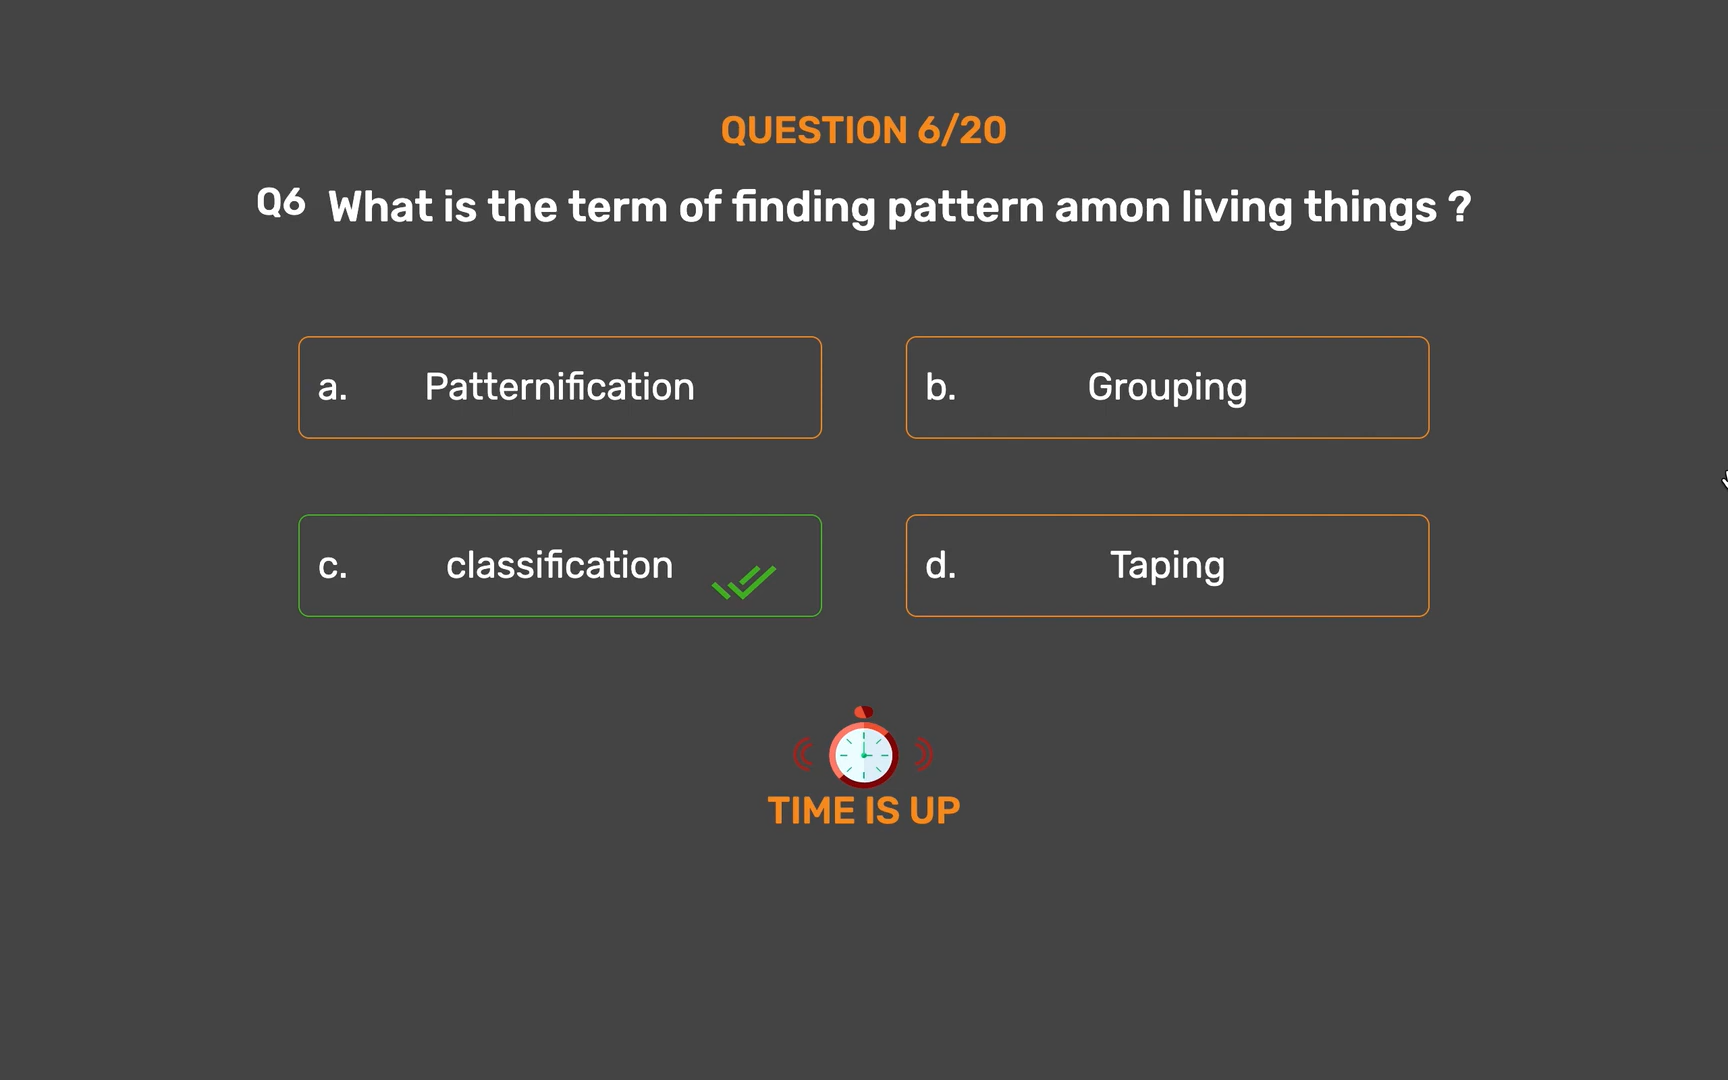 QUESTION 6/20
Q6 What is the term of finding pattern amon living things ?
a. Patternification
b. Grouping
c. classification
d. Taping
TIME IS UP